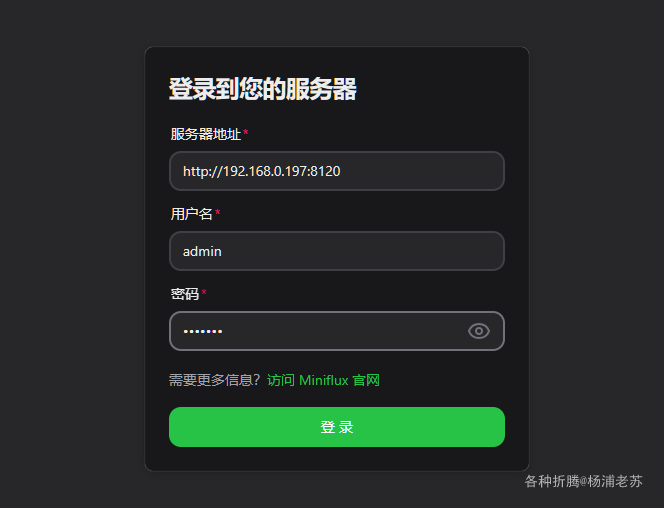 登录到您的服务器
服务器地址*
http://192.168.0.197:8120
用户名*
admin
密码*
•••••••
需要更多信息？访问 Miniflux 官网
登 录
各种折腾@杨浦老苏